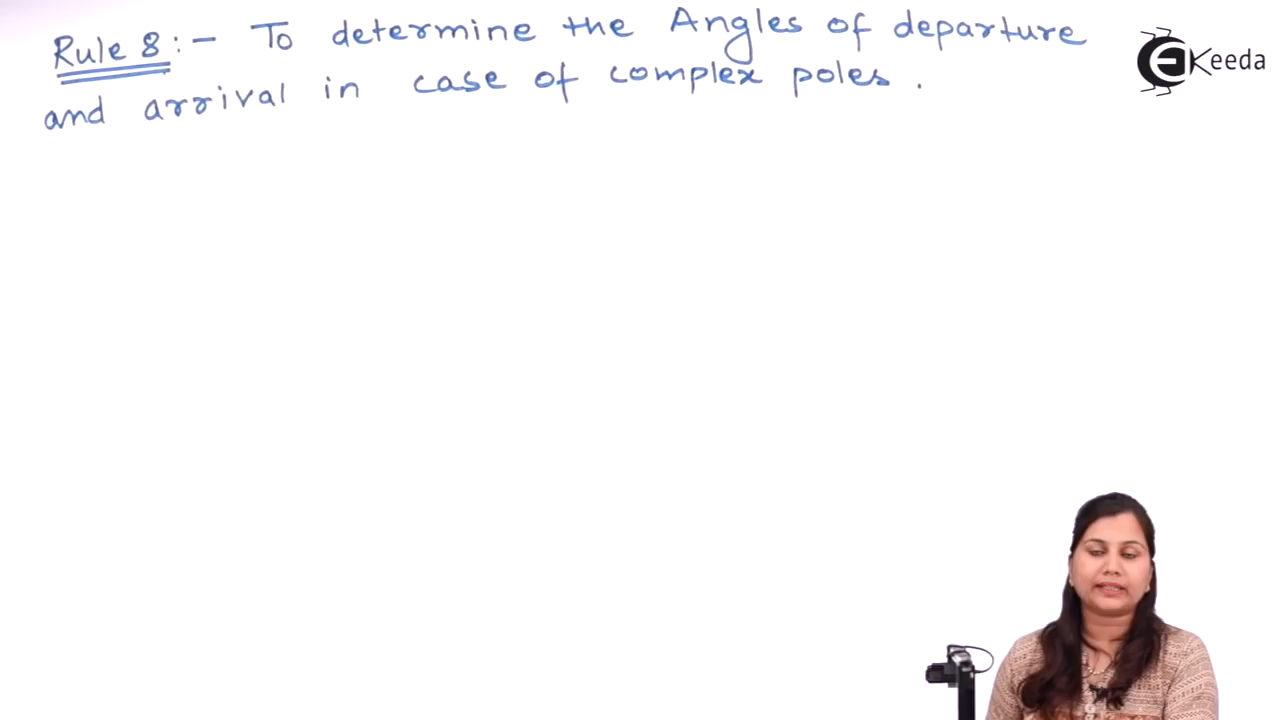 Rule 8 :- To determine the Angles of departure
and arrival in case of complex poles .
EKeeda